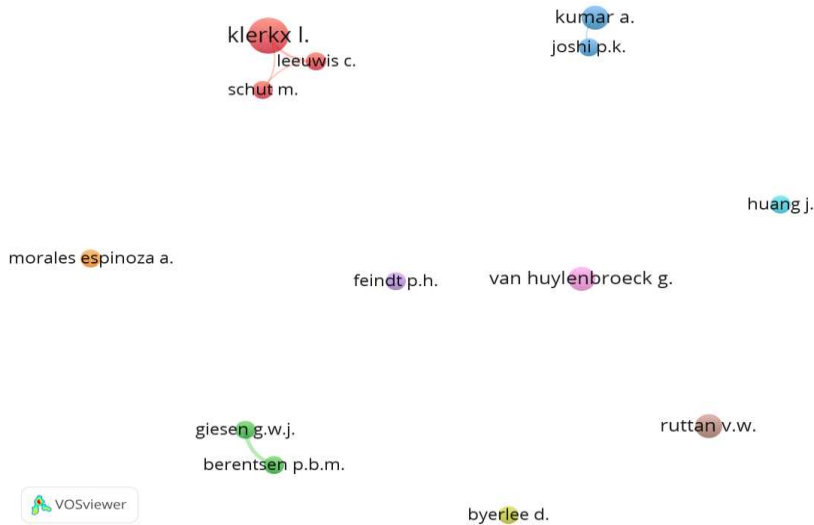 kumar a.
klerkx l.
joshi p.k.
leeuwis c.
schut m.
huang j.
morales espinoza a.
feindt p.h.
van huylenbroeck g.
giesen g.w.j.
ruttan v.w.
berentsen p.b.m.
VOSviewer
byerlee d.